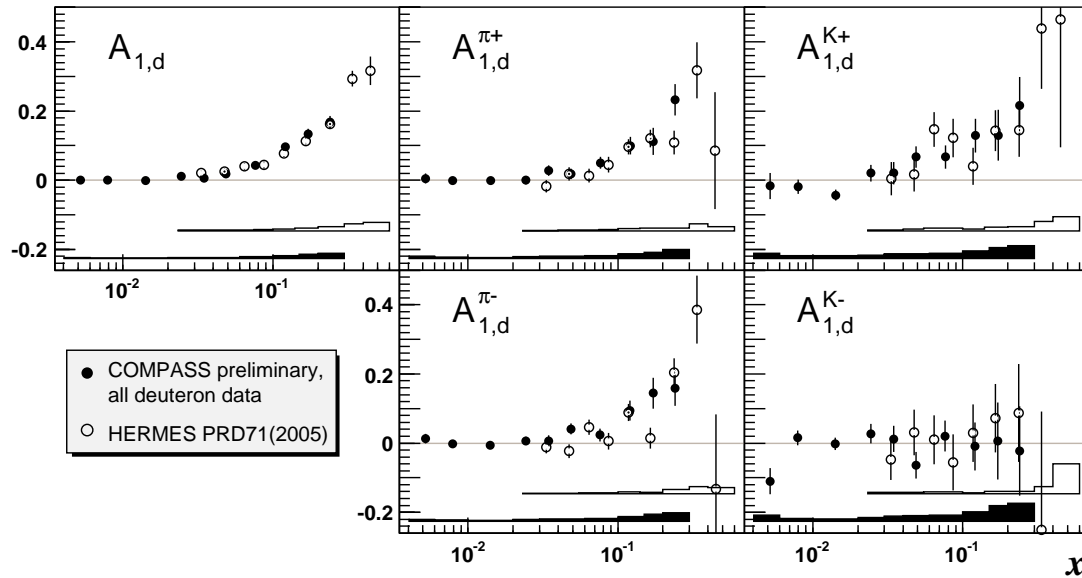 0.4
0.2
0
-0.2
A1,d
10-2
10-1
Aπ+1,d
AK+1,d
COMPASS preliminary,
all deuteron data
HERMES PRD71(2005)
0.4
0.2
0
-0.2
Aπ-1,d
10-2
10-1
AK-1,d
10-2
10-1
x